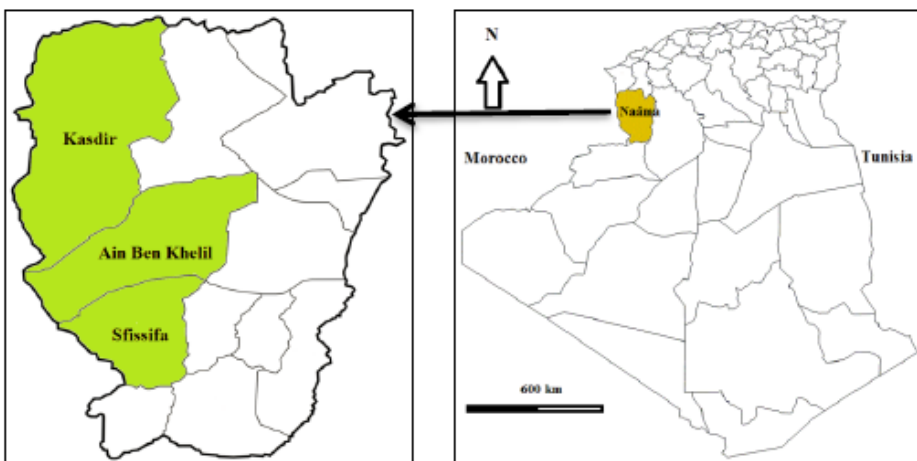 Kasdir
Ain Ben Khelil
Sfissifa
N
Naâma
Morocco
Tunisia
600 km